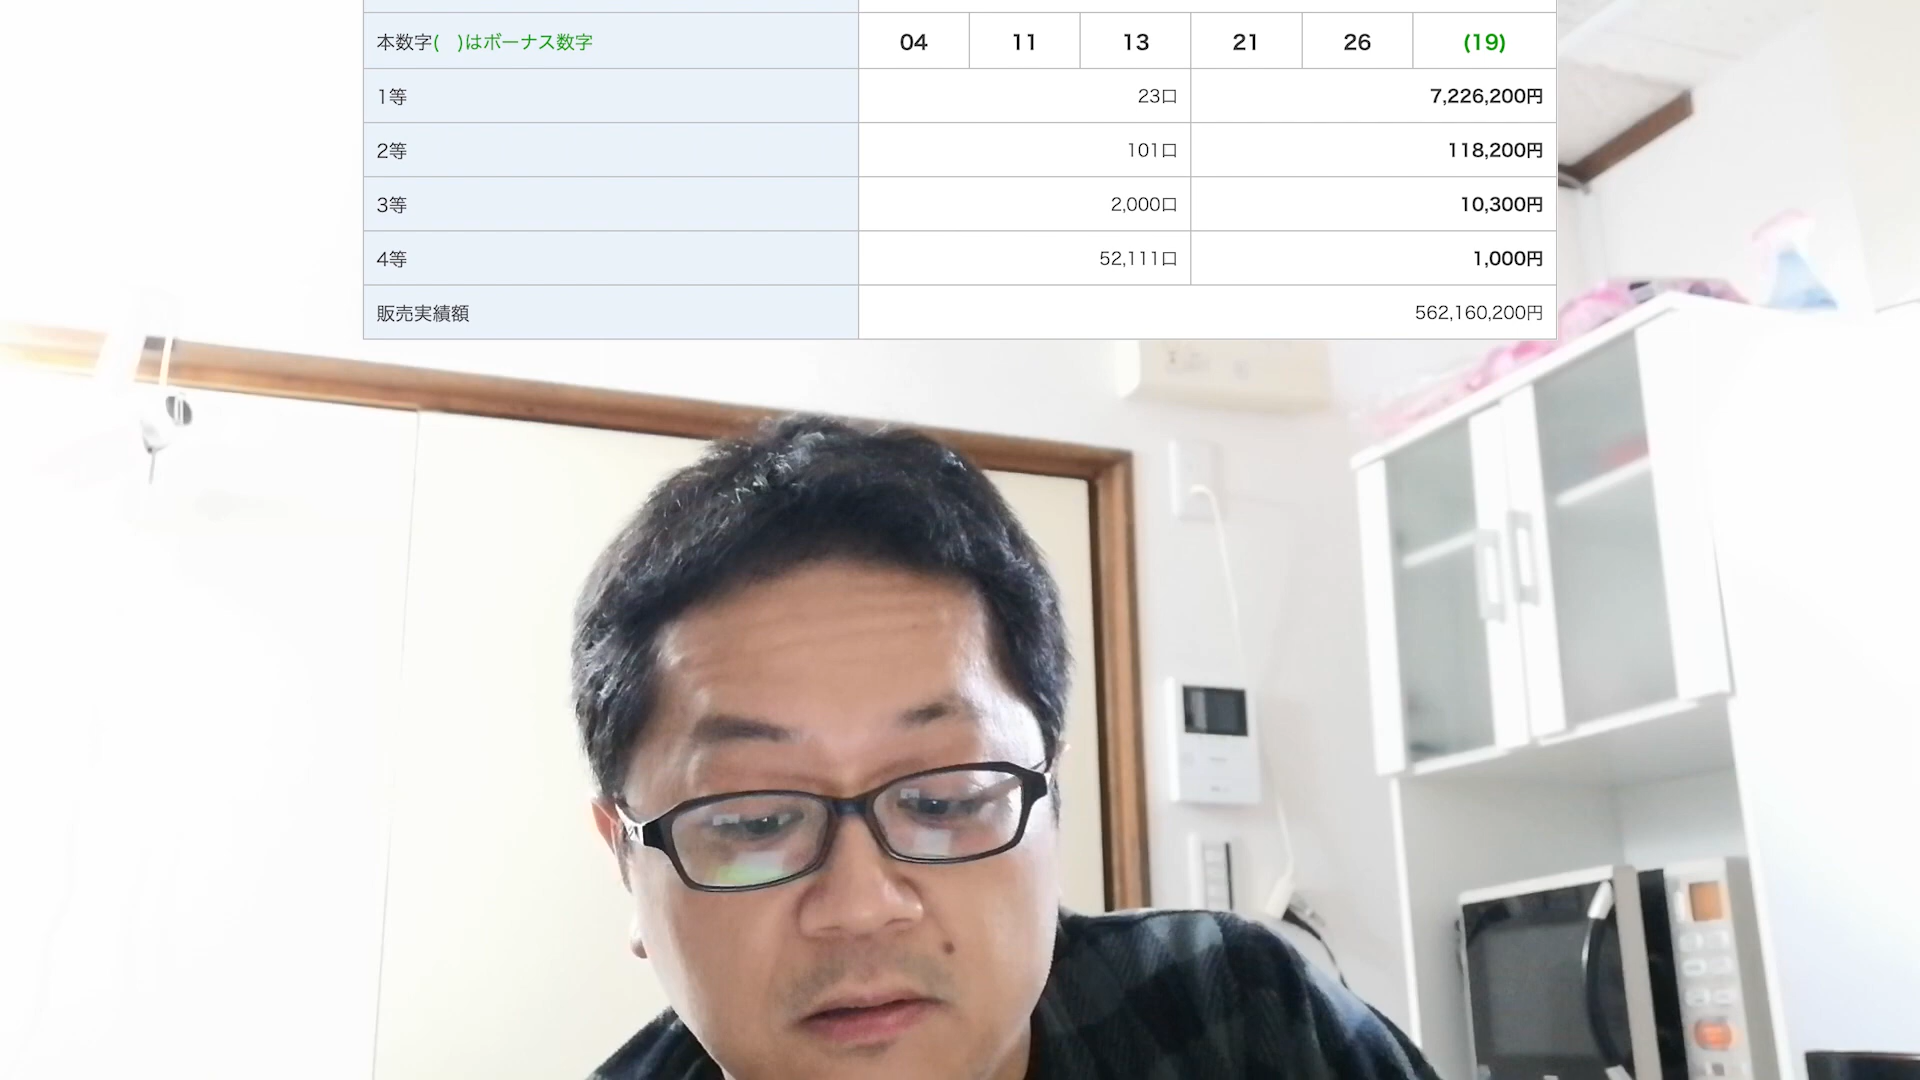 本数字(　)はボーナス数字 04 11 13 21 26 (19)
1等 23口 7,226,200円
2等 101口 118,200円
3等 2,000口 10,300円
4等 52,111口 1,000円
販売実績額 562,160,200円